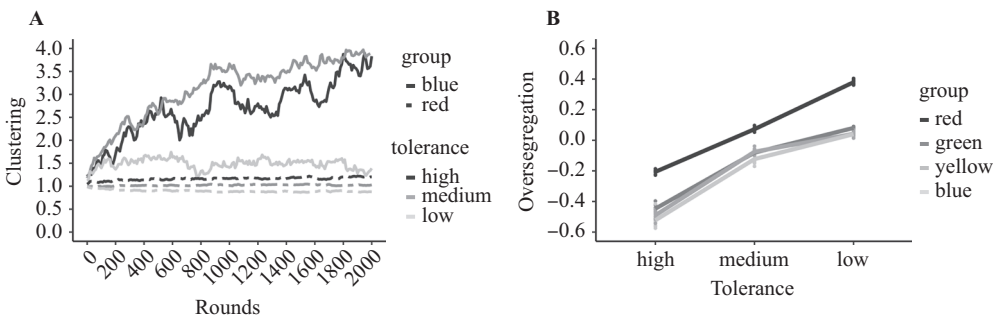 A
Clustering
4.0
3.5
3.0
2.5
2.0
1.5
1.0
0.5
0.0
0 200 400 600 800 1000 1200 1400 1600 1800 2000
Rounds
group
blue
red
tolerance
high
medium
low
B
Oversegregation
0.6
0.4
0.2
0.0
−0.2
−0.4
−0.6
high medium low
Tolerance
group
red
green
yellow
blue